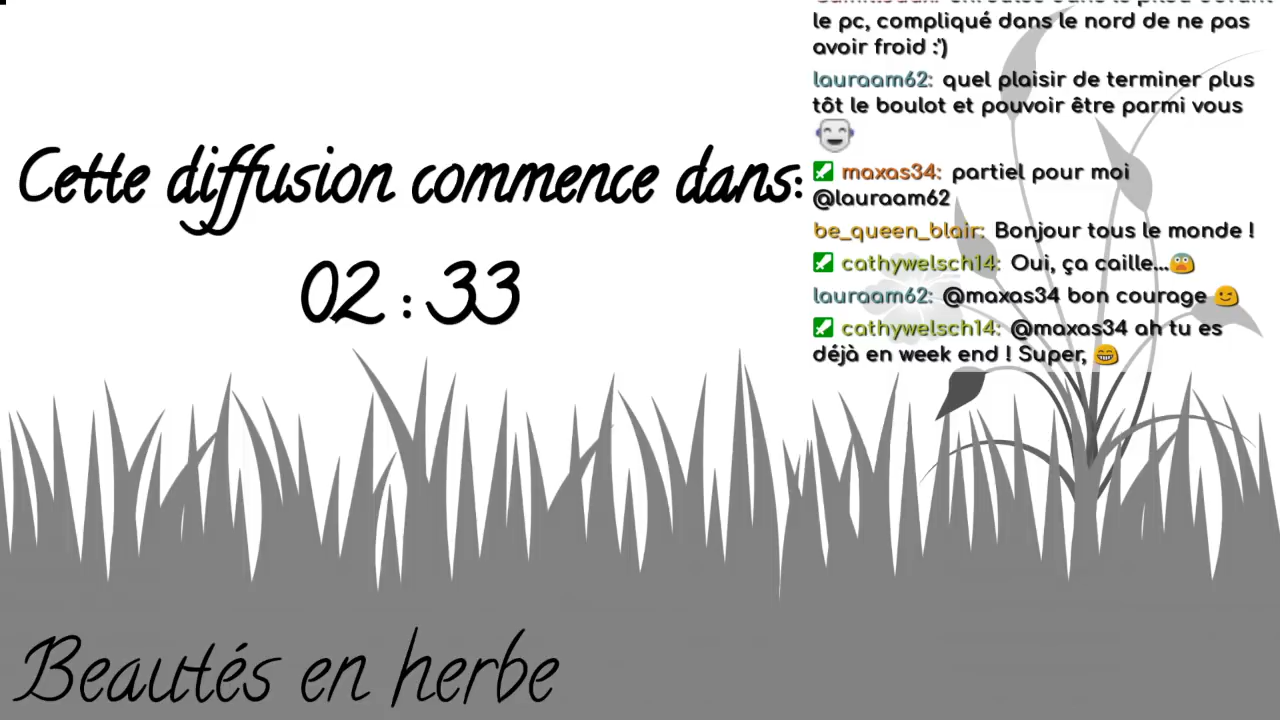 le pc, compliqué dans le nord de ne pas
avoir froid :')
lauraam62: quel plaisir de terminer plus
tôt le boulot et pouvoir être parmi vous
maxas34: partiel pour moi
@lauraam62
be_queen_blair: Bonjour tous le monde !
cathywelsch14: Oui, ça caille...
lauraam62: @maxas34 bon courage
cathywelsch14: @maxas34 ah tu es
déjà en week end ! Super,
Cette diffusion commence dans:
02:33
Beautés en herbe